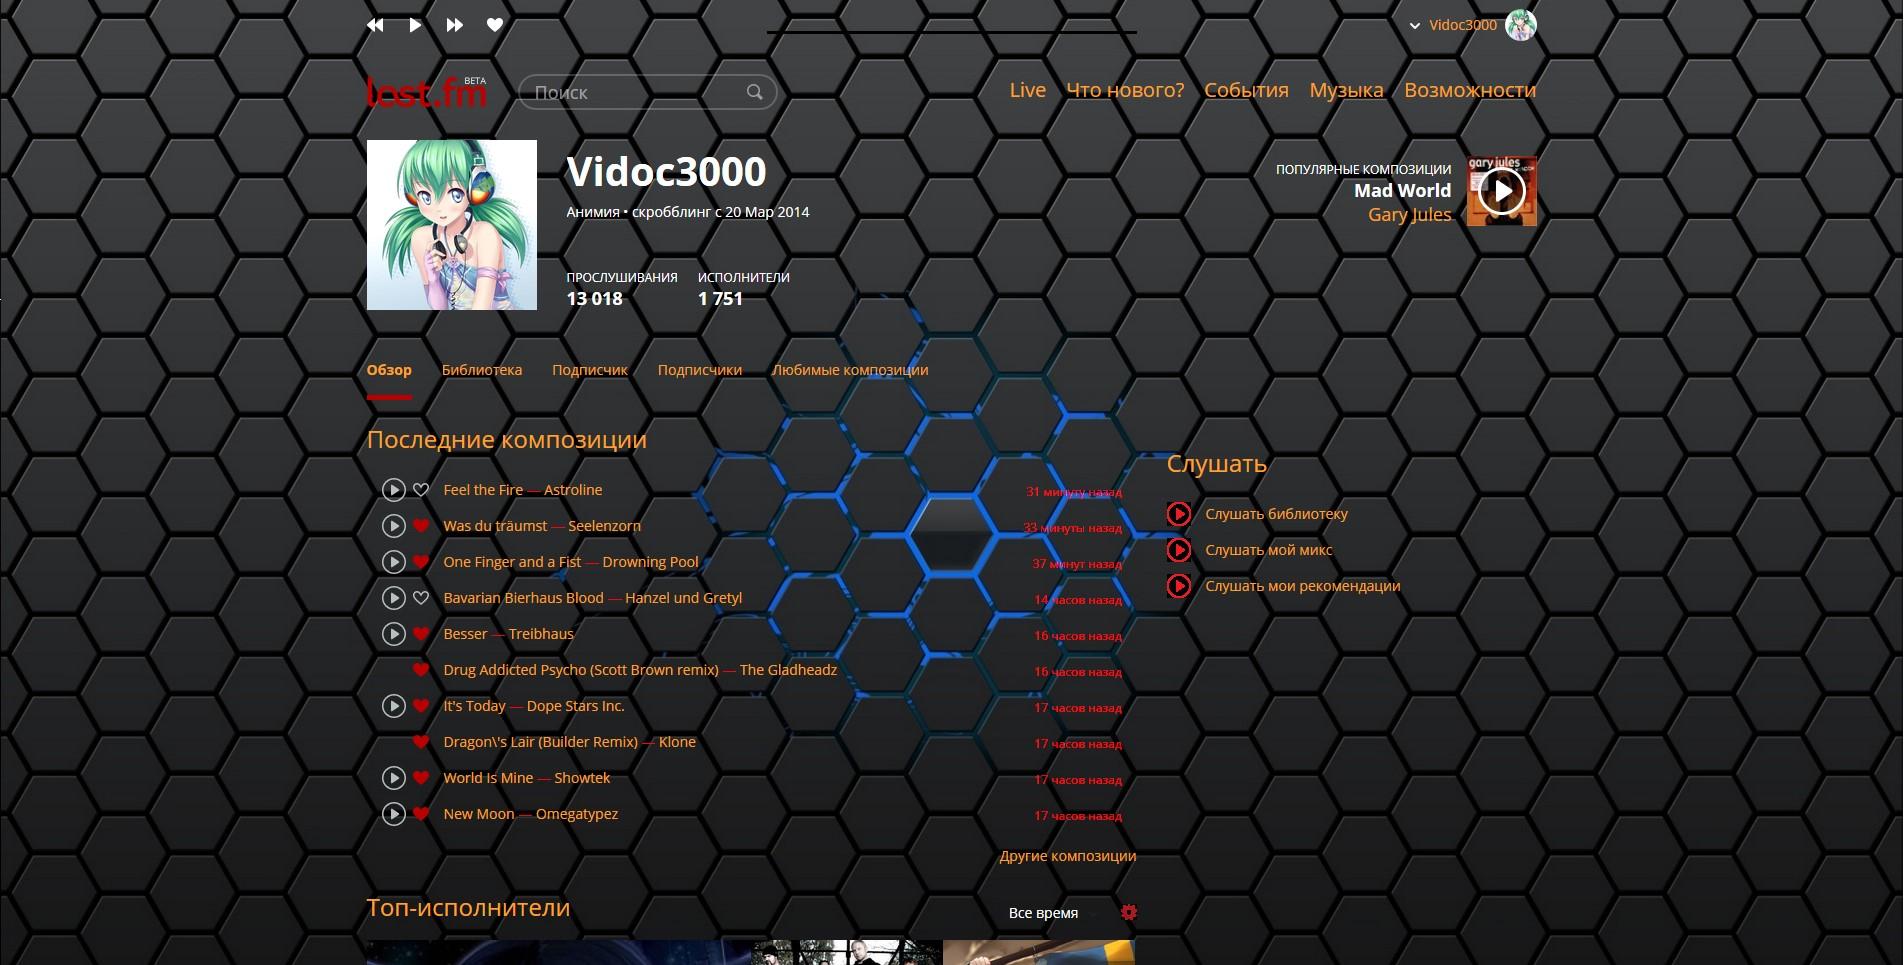 Vidoc3000
lost.fm BETA
Поиск
Live Что нового? События Музыка Возможности
Vidoc3000
Анимия • скробблинг с 20 Мар 2014
ПОПУЛЯРНЫЕ КОМПОЗИЦИИ
Mad World
Gary Jules
gary jules
ПРОСЛУШИВАНИЯ ИСПОЛНИТЕЛИ
13 018 1 751
Обзор Библиотека Подписчик Подписчики Любимые композиции
Последние композиции
Feel the Fire — Astroline 31 минуту назад
Was du träumst — Seelenzorn 33 минуты назад
One Finger and a Fist — Drowning Pool 37 минут назад
Bavarian Bierhaus Blood — Hanzel und Gretyl 14 часов назад
Besser — Treibhaus 16 часов назад
Drug Addicted Psycho (Scott Brown remix) — The Gladheadz 16 часов назад
It's Today — Dope Stars Inc. 17 часов назад
Dragon\'s Lair (Builder Remix) — Klone 17 часов назад
World Is Mine — Showtek 17 часов назад
New Moon — Omegatypez 17 часов назад
Другие композиции
Слушать
Слушать библиотеку
Слушать мой микс
Слушать мои рекомендации
Топ-исполнители
Все время